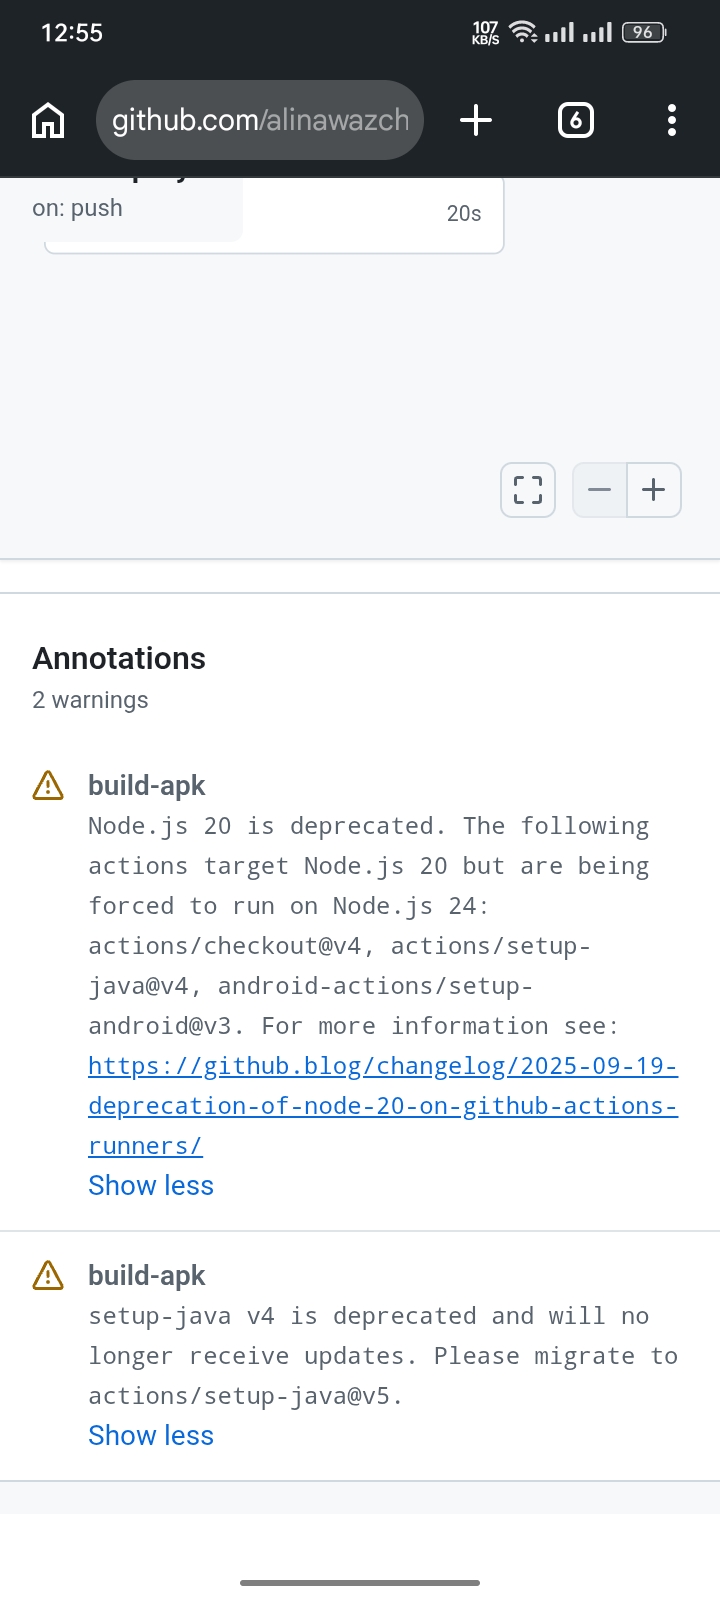 12:55
107
KB/S
96
github.com/alinawazch
6
on: push
20s
Annotations
2 warnings
build-apk
Node.js 20 is deprecated. The following
actions target Node.js 20 but are being
forced to run on Node.js 24:
actions/checkout@v4, actions/setup-
java@v4, android-actions/setup-
android@v3. For more information see:
https://github.blog/changelog/2025-09-19-
deprecation-of-node-20-on-github-actions-
runners/
Show less
build-apk
setup-java v4 is deprecated and will no
longer receive updates. Please migrate to
actions/setup-java@v5.
Show less